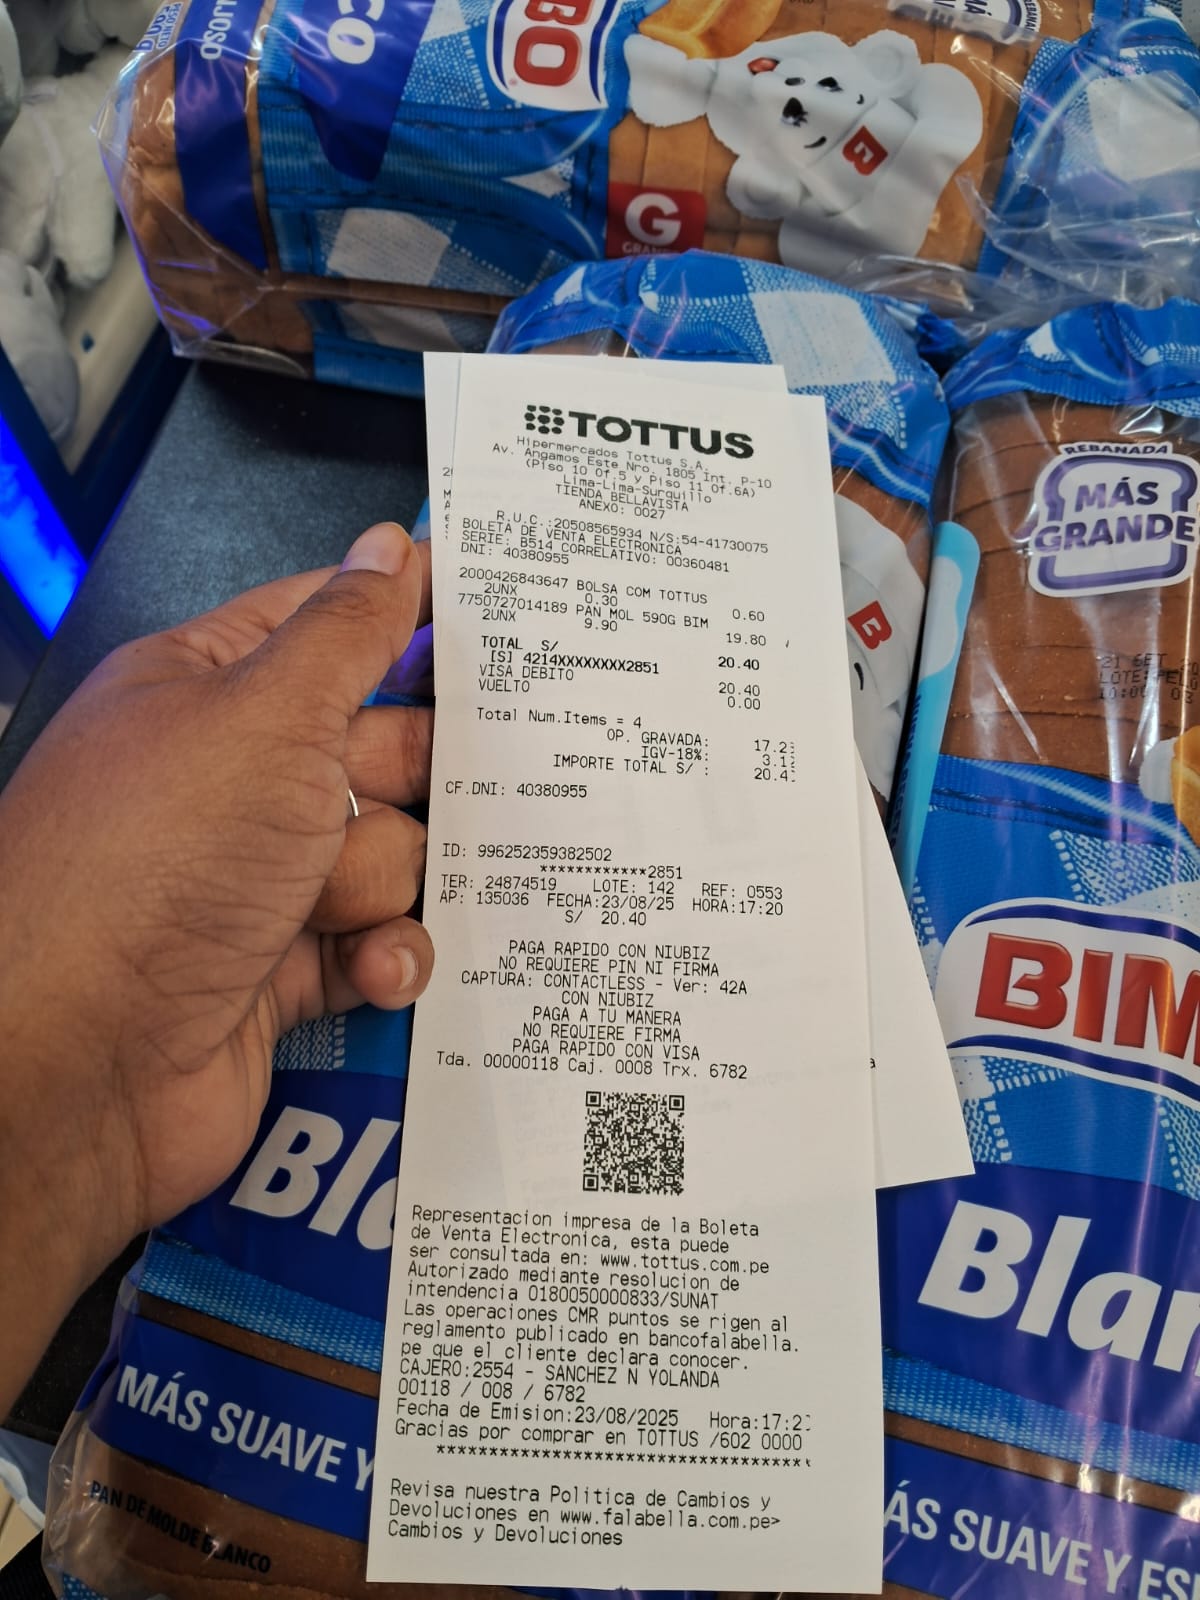 BO
CO
JOSO
B
G
REBANADA
MÁS
GRANDE
B
TOTTUS
Hipermercados Tottus S.A.
Av. Angamos Este Nro. 1805 Int. P-10
(Piso 10 Of.5 y Piso 11 Of.6A)
Lima-Lima-Surquillo
TIENDA BELLAVISTA
ANEXO: 0027
R.U.C.:20508565934 N/S:54-41730075
BOLETA DE VENTA ELECTRONICA
SERIE: B514 CORRELATIVO: 00360481
DNI: 40380955
2000426843647 BOLSA COM TOTTUS
2UNX 0.30 0.60
7750727014189 PAN MOL 590G BIM
2UNX 9.90 19.80
TOTAL S/ 20.40
[S] 4214XXXXXXXX2851
VISA DEBITO 20.40
VUELTO 0.00
Total Num.Items = 4
OP. GRAVADA: 17.2
IGV-18%: 3.1
IMPORTE TOTAL S/ : 20.4
CF.DNI: 40380955
ID: 996252359382502
************2851
TER: 24874519 LOTE: 142 REF: 0553
AP: 135036 FECHA:23/08/25 HORA:17:20
S/ 20.40
PAGA RAPIDO CON NIUBIZ
NO REQUIERE PIN NI FIRMA
CAPTURA: CONTACTLESS - Ver: 42A
CON NIUBIZ
PAGA A TU MANERA
NO REQUIERE FIRMA
PAGA RAPIDO CON VISA
Tda. 00000118 Caj. 0008 Trx. 6782
Representacion impresa de la Boleta
de Venta Electronica, esta puede
ser consultada en: www.tottus.com.pe
Autorizado mediante resolucion de
intendencia 0180050000833/SUNAT
Las operaciones CMR puntos se rigen al
reglamento publicado en bancofalabella.
pe que el cliente declara conocer.
CAJERO:2554 - SANCHEZ N YOLANDA
00118 / 008 / 6782
Fecha de Emision:23/08/2025 Hora:17:2
Gracias por comprar en TOTTUS /602 0000
***********************************
Revisa nuestra Politica de Cambios y
Devoluciones en www.falabella.com.pe>
Cambios y Devoluciones
BIM
Bla
Blan
MÁS SUAVE Y
PAN DE MOLDE BLANCO
ÁS SUAVE Y ES